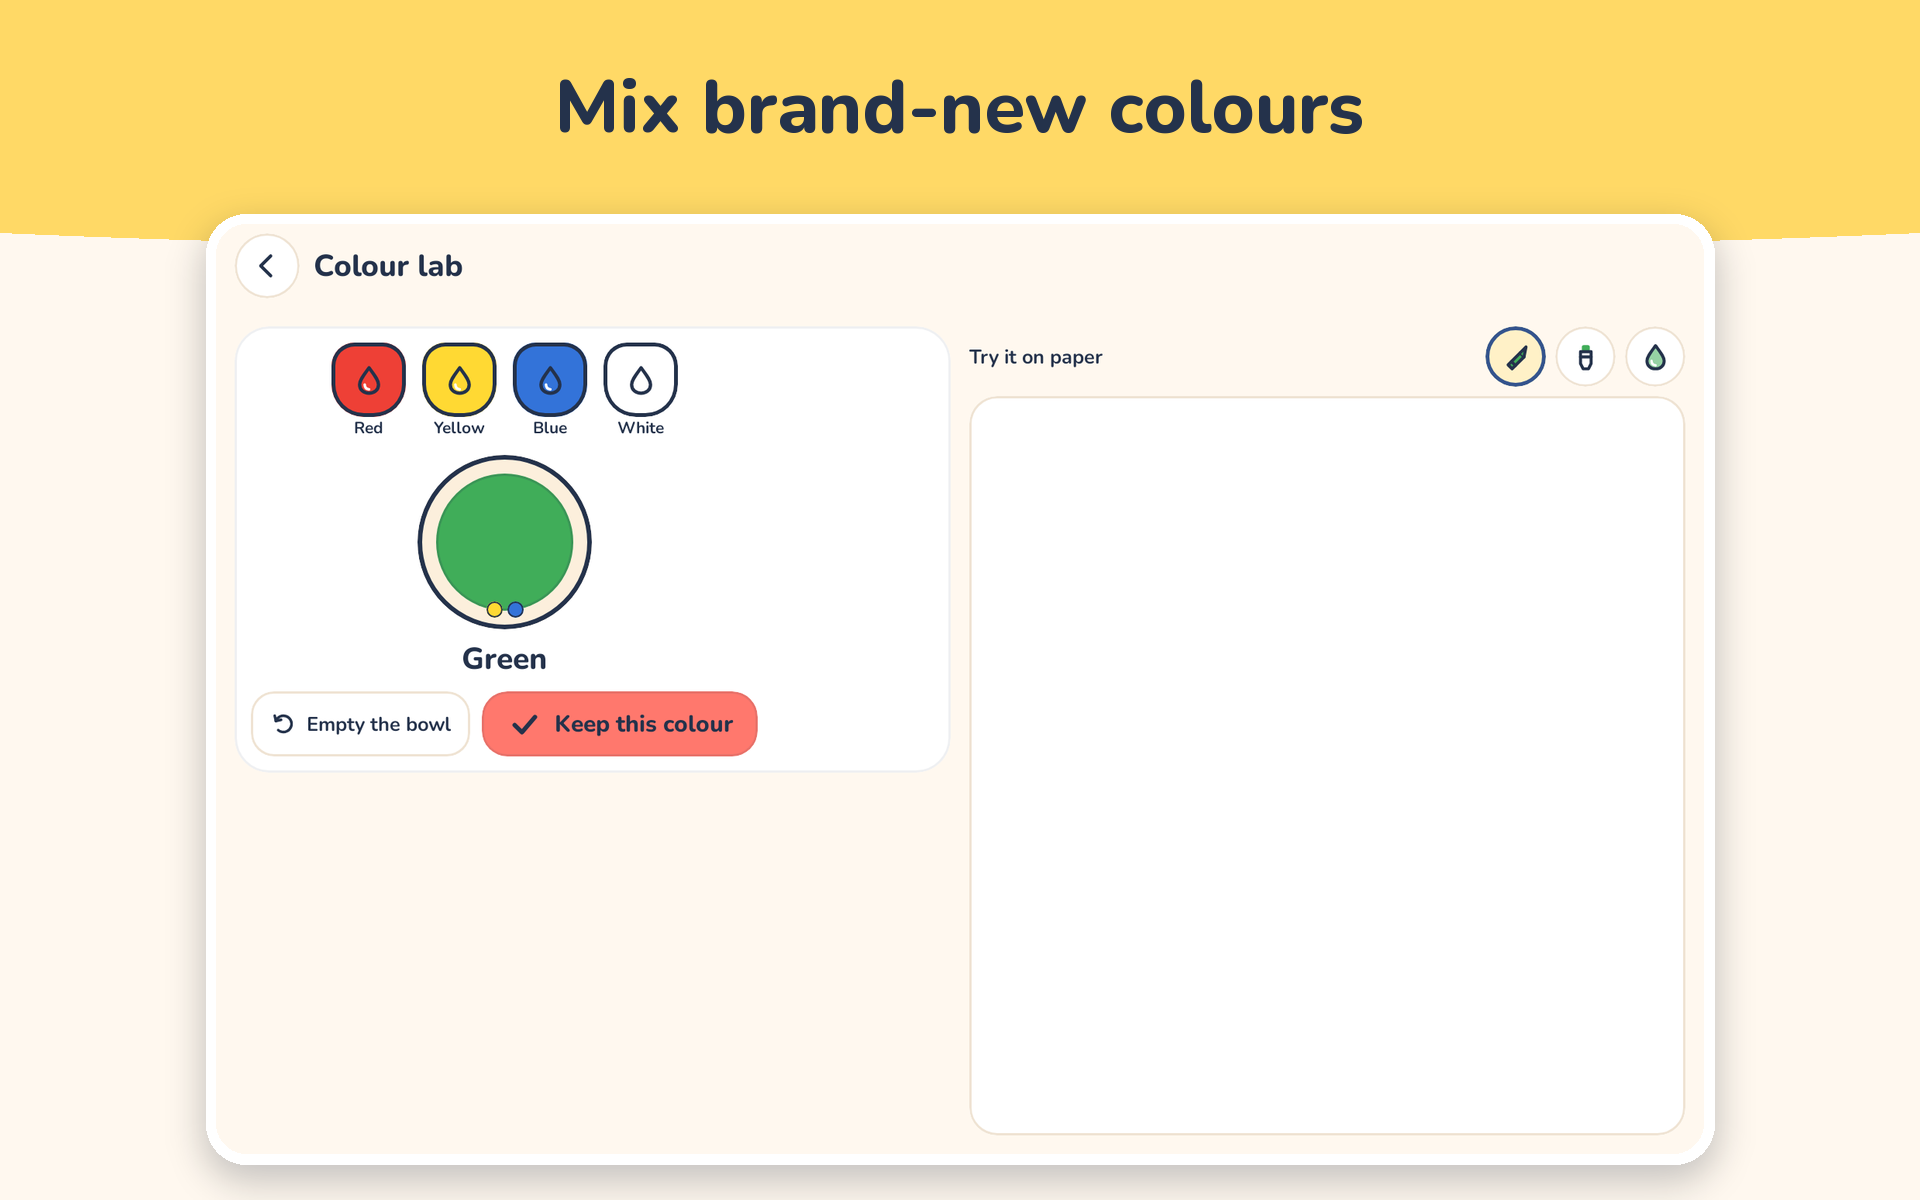 Mix brand-new colours
Colour lab
Red
Yellow
Blue
White
Green
Empty the bowl
Keep this colour
Try it on paper